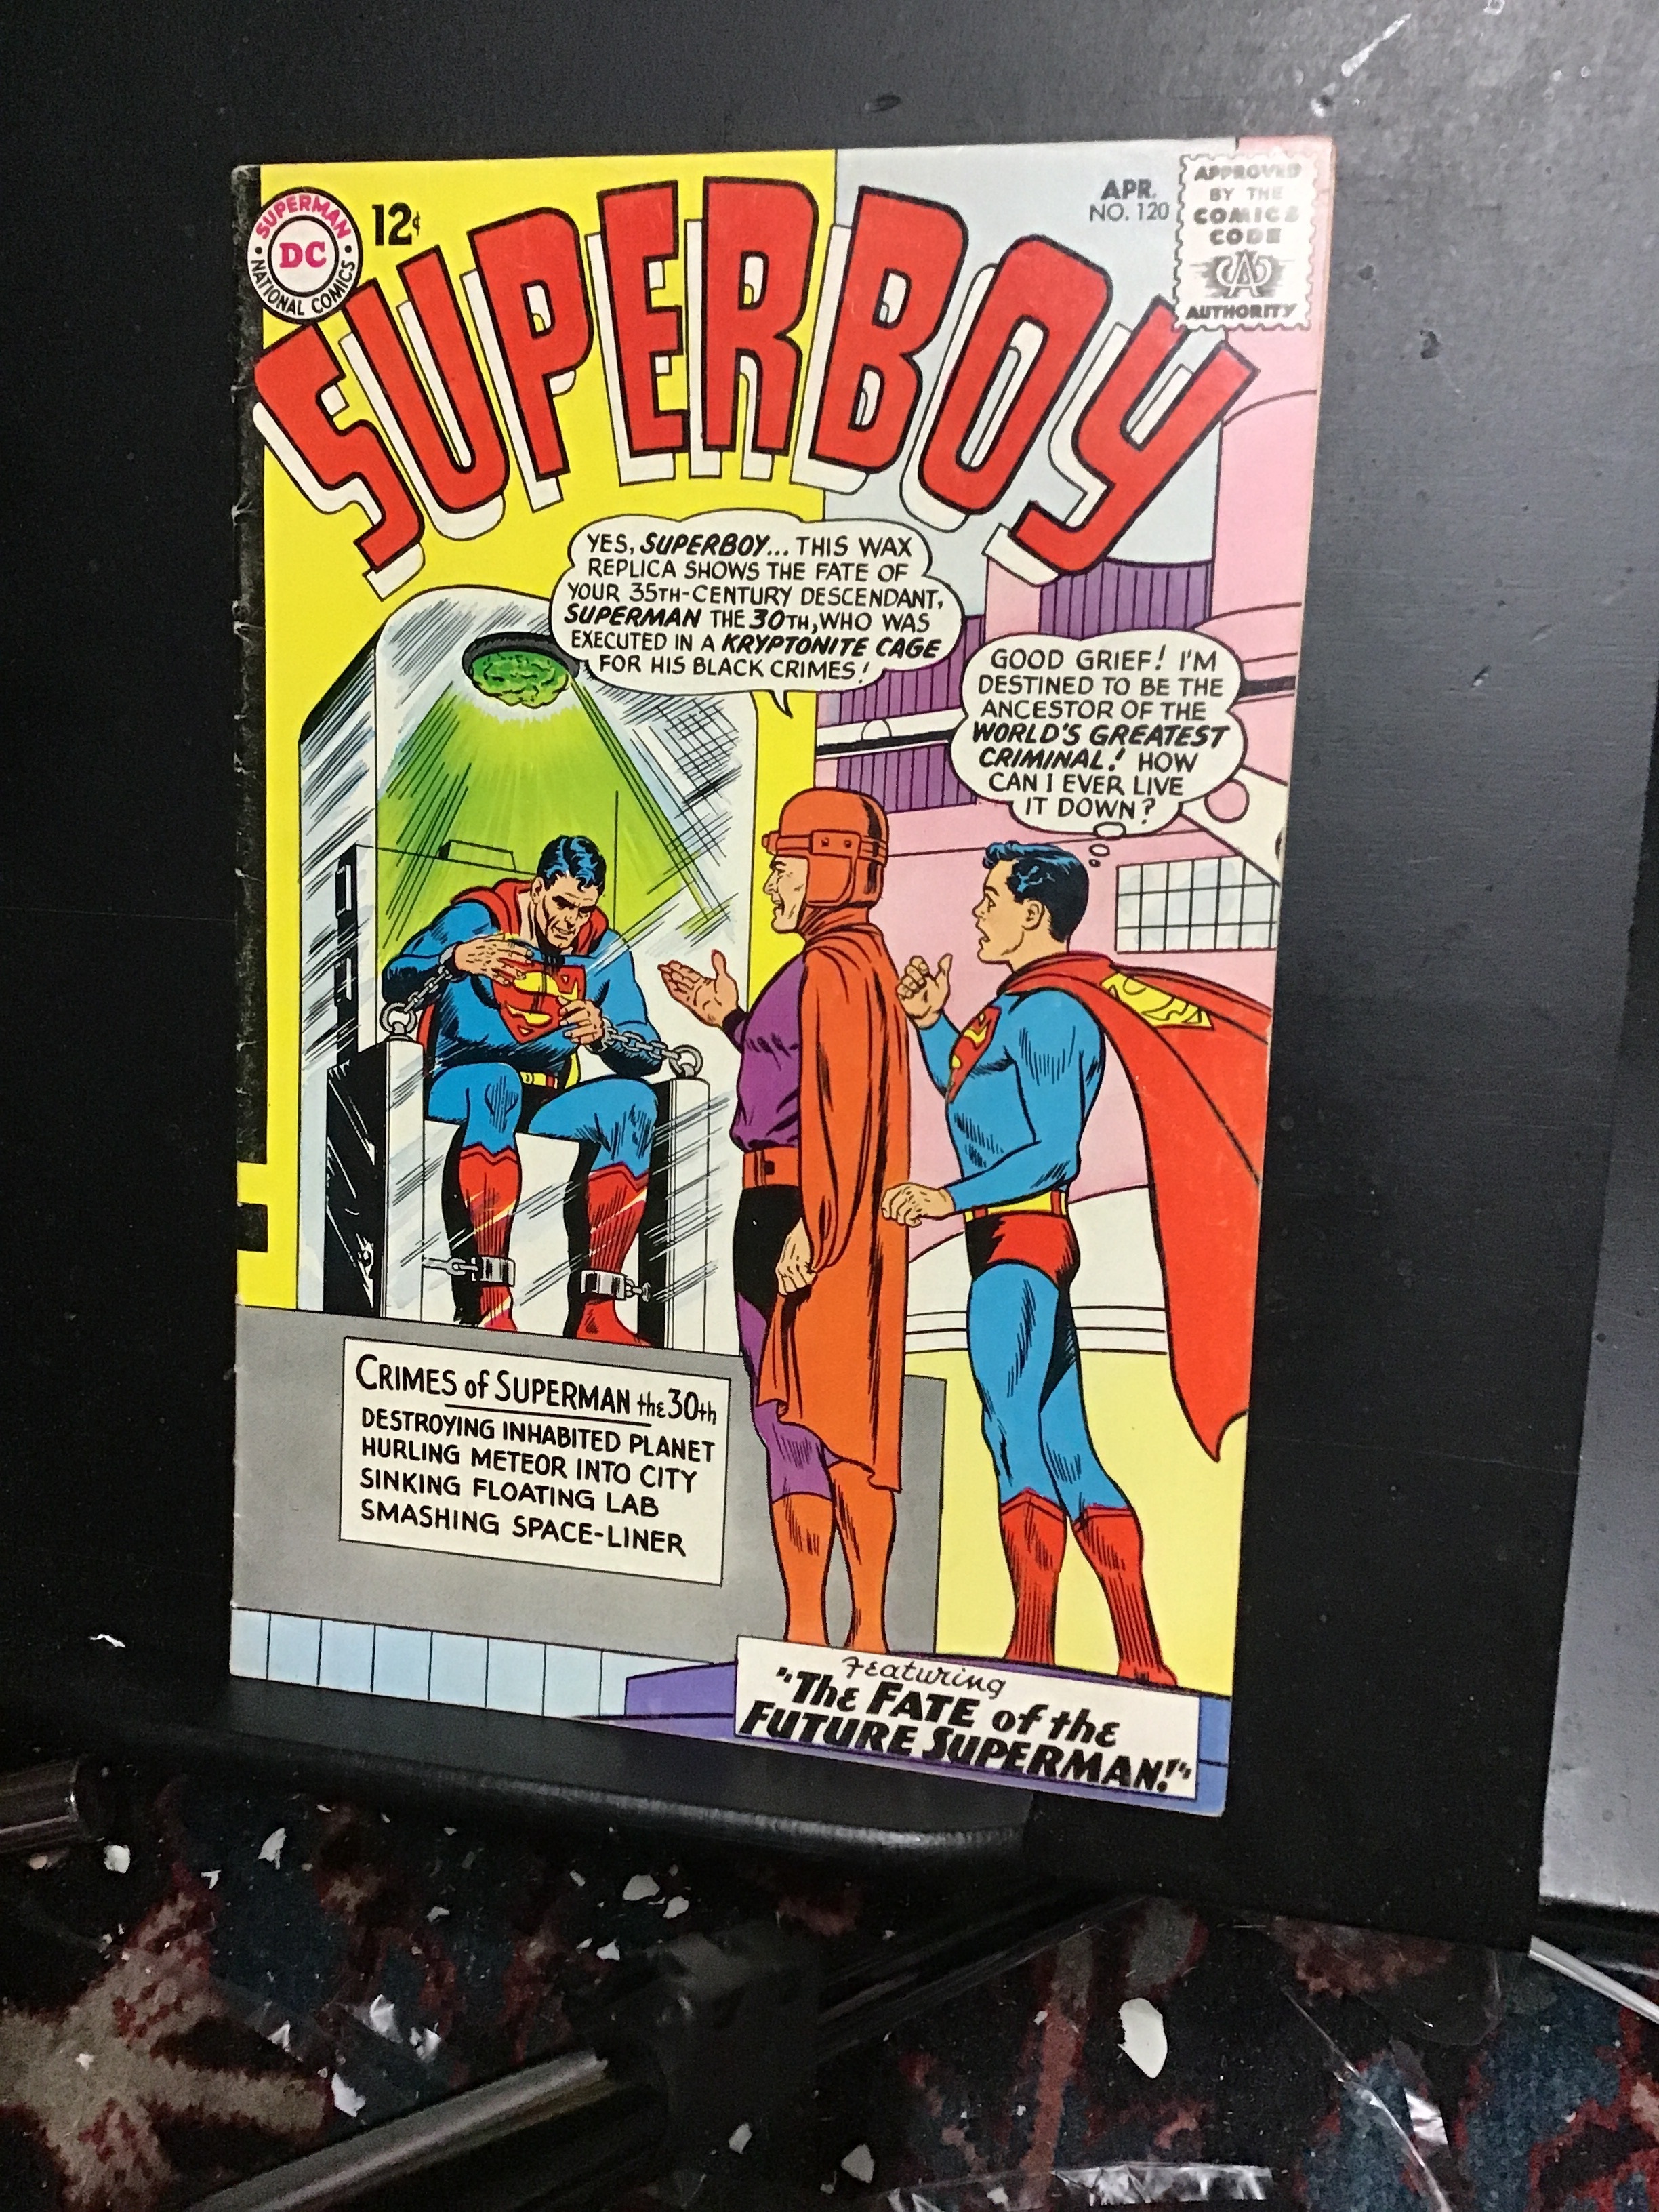 SUPERMAN
DC
NATIONAL COMICS
12¢
APR.
NO. 120
APPROVED
BY THE
COMICS
CODE
CA
AUTHORITY
SUPERBOY
YES, SUPERBOY... THIS WAX
REPLICA SHOWS THE FATE OF
YOUR 35TH-CENTURY DESCENDANT,
SUPERMAN THE 30TH, WHO WAS
EXECUTED IN A KRYPTONITE CAGE
FOR HIS BLACK CRIMES!
GOOD GRIEF! I'M
DESTINED TO BE THE
ANCESTOR OF THE
WORLD'S GREATEST
CRIMINAL! HOW
CAN I EVER LIVE
IT DOWN?
CRIMES of SUPERMAN the 30th
DESTROYING INHABITED PLANET
HURLING METEOR INTO CITY
SINKING FLOATING LAB
SMASHING SPACE-LINER
Featuring
"The FATE of the
FUTURE SUPERMAN!"